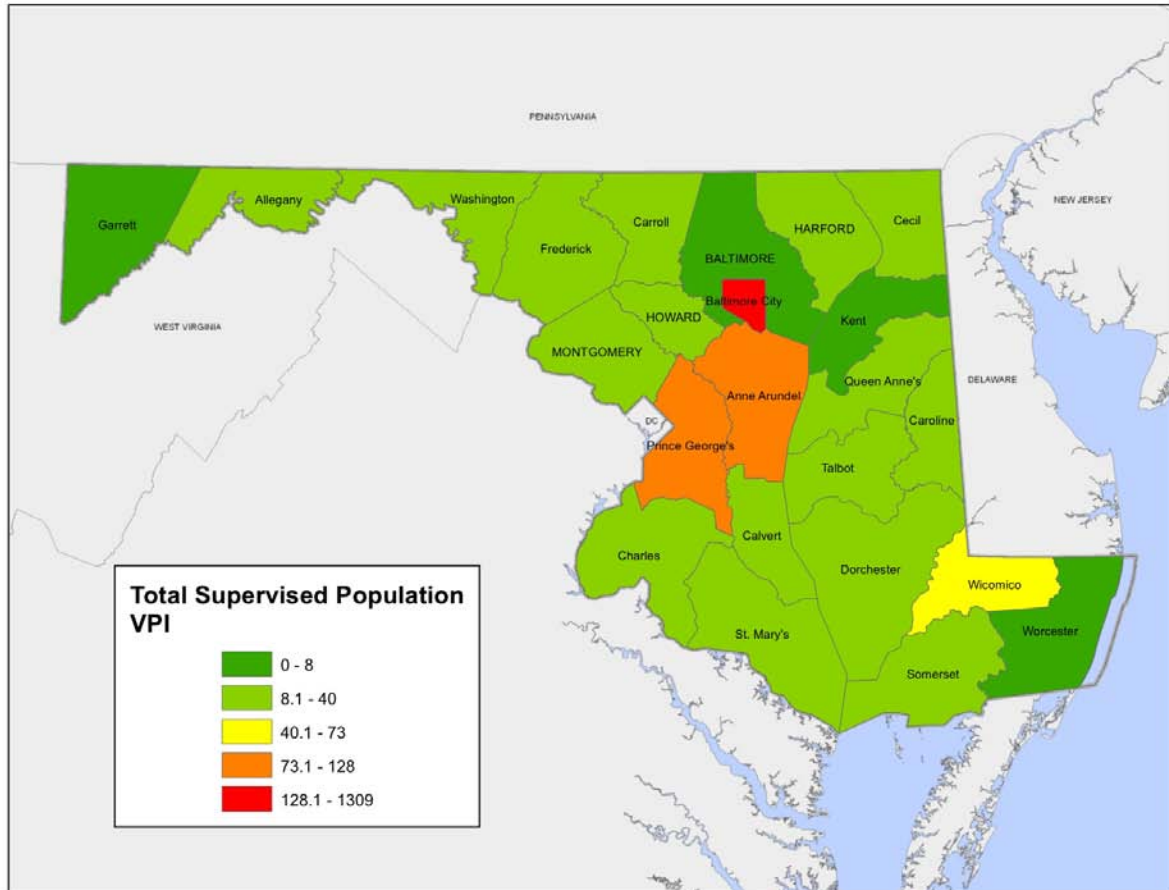 PENNSYLVANIA
NEW JERSEY
Garrett
Allegany
Washington
Frederick
Carroll
BALTIMORE
HARFORD
Cecil
WEST VIRGINIA
MONTGOMERY
HOWARD
Baltimore City
Kent
Queen Anne's
DELAWARE
DC
Prince George's
Anne Arundel
Caroline
Talbot
Charles
Calvert
Dorchester
Wicomico
St. Mary's
Somerset
Worcester
Total Supervised Population
VPI
0 - 8
8.1 - 40
40.1 - 73
73.1 - 128
128.1 - 1309